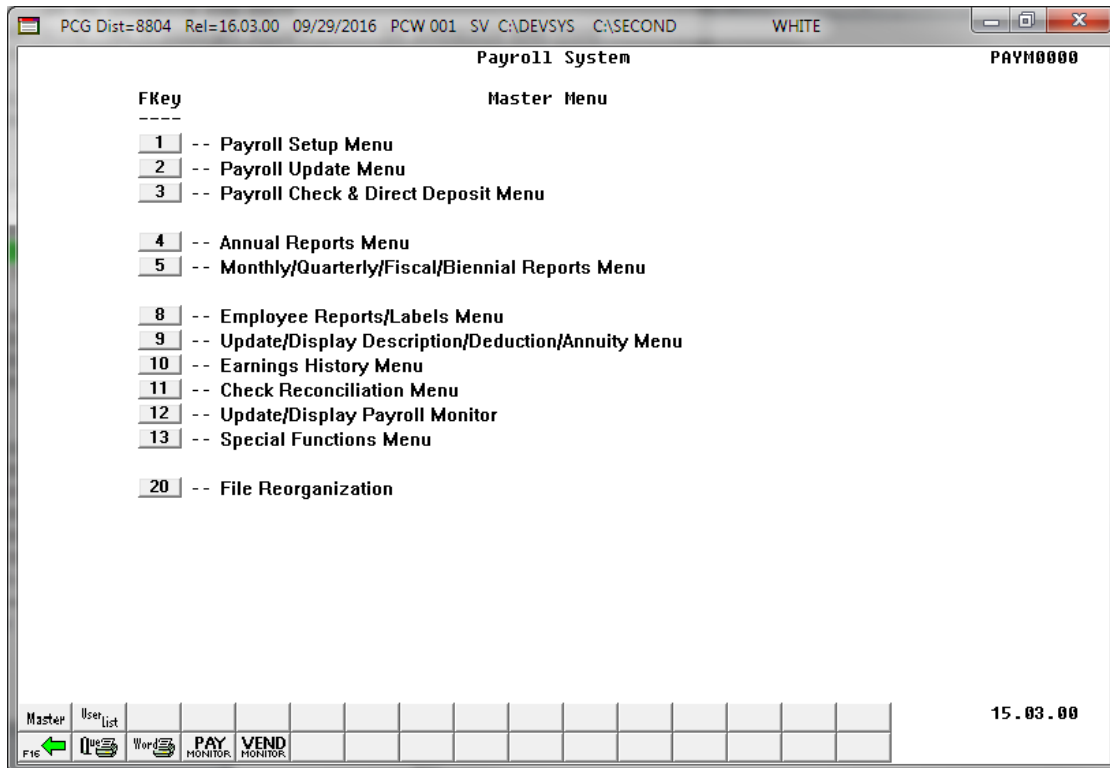 PCG Dist=8804 Rel=16.03.00 09/29/2016 PCW 001 SV C:\DEVSYS C:\SECOND WHITE
Payroll System PAYM0000
FKey Master Menu
----
1 -- Payroll Setup Menu
2 -- Payroll Update Menu
3 -- Payroll Check & Direct Deposit Menu
4 -- Annual Reports Menu
5 -- Monthly/Quarterly/Fiscal/Biennial Reports Menu
8 -- Employee Reports/Labels Menu
9 -- Update/Display Description/Deduction/Annuity Menu
10 -- Earnings History Menu
11 -- Check Reconciliation Menu
12 -- Update/Display Payroll Monitor
13 -- Special Functions Menu
20 -- File Reorganization
Master User List 15.03.00
F16 Que Word PAY MONITOR VEND MONITOR